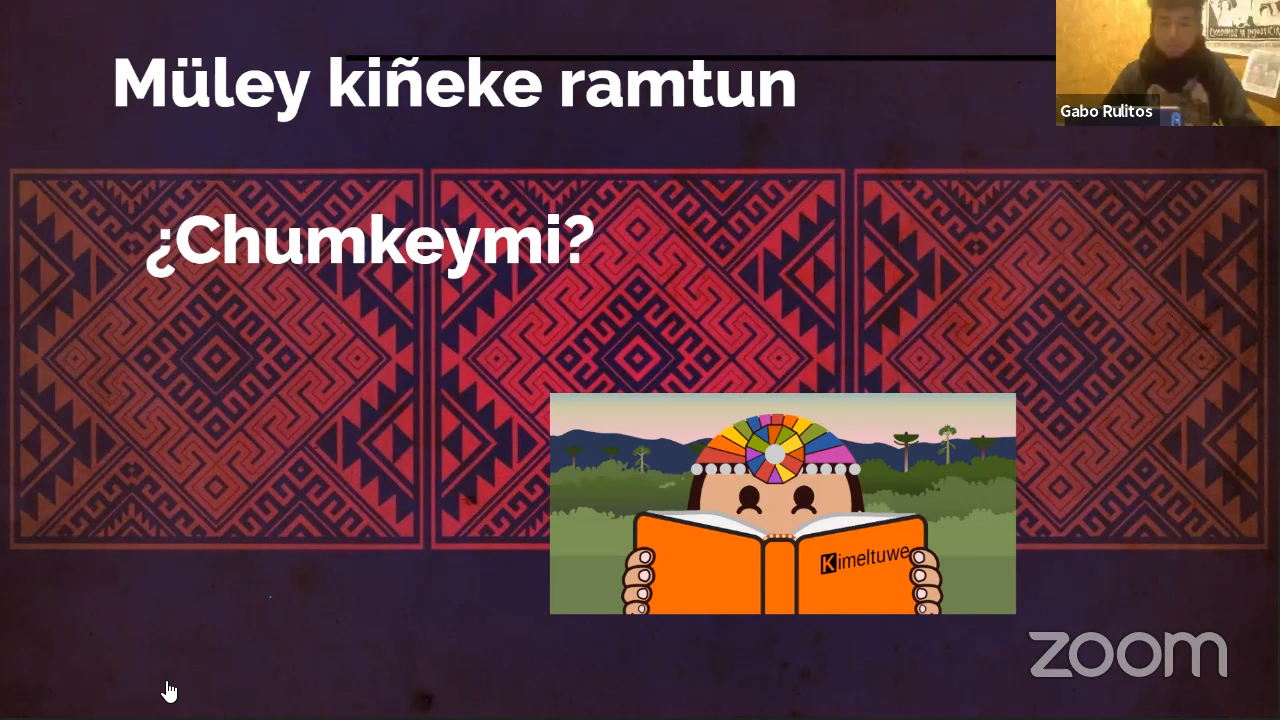 Müley kiñeke ramtun
Gabo Rulitos
¿Chumkeymi?
Kimeltuwe
zoom